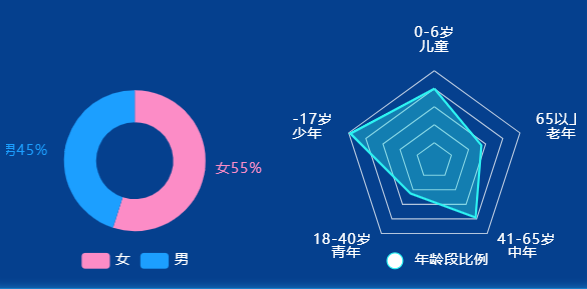 0-6岁
儿童
-17岁
少年
65以上
老年
男45%
女55%
18-40岁
青年
41-65岁
中年
女
男
年龄段比例